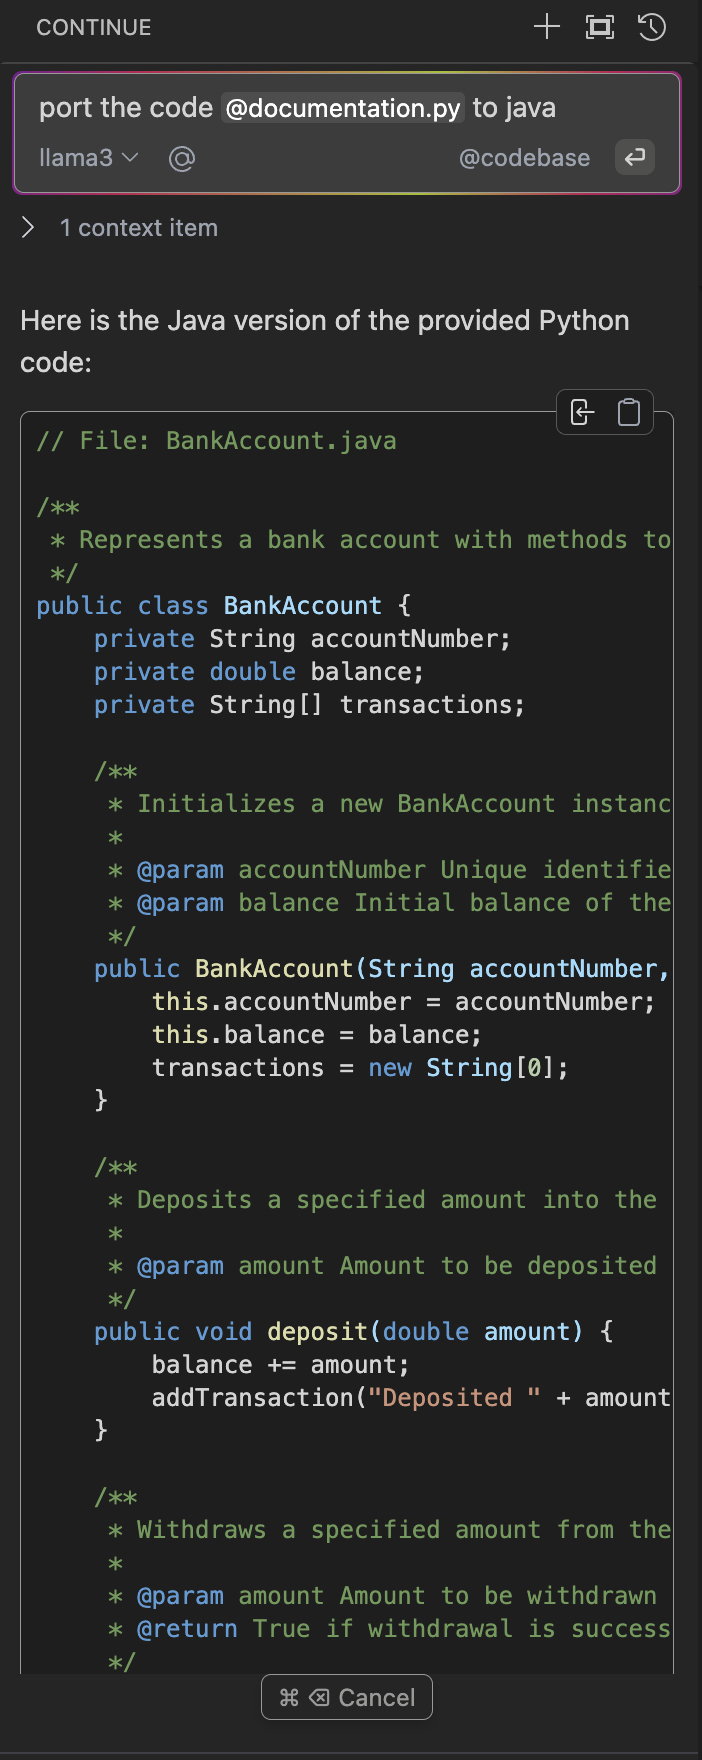 CONTINUE
port the code @documentation.py to java
llama3 @ @codebase
1 context item
Here is the Java version of the provided Python
code:
// File: BankAccount.java
/**
 * Represents a bank account with methods to
 */
public class BankAccount {
    private String accountNumber;
    private double balance;
    private String[] transactions;
    /**
     * Initializes a new BankAccount instanc
     *
     * @param accountNumber Unique identifie
     * @param balance Initial balance of the
     */
    public BankAccount(String accountNumber,
        this.accountNumber = accountNumber;
        this.balance = balance;
        transactions = new String[0];
    }
    /**
     * Deposits a specified amount into the
     *
     * @param amount Amount to be deposited
     */
    public void deposit(double amount) {
        balance += amount;
        addTransaction("Deposited " + amount
    }
    /**
     * Withdraws a specified amount from the
     *
     * @param amount Amount to be withdrawn
     * @return True if withdrawal is success
     */
⌘ ⌫ Cancel